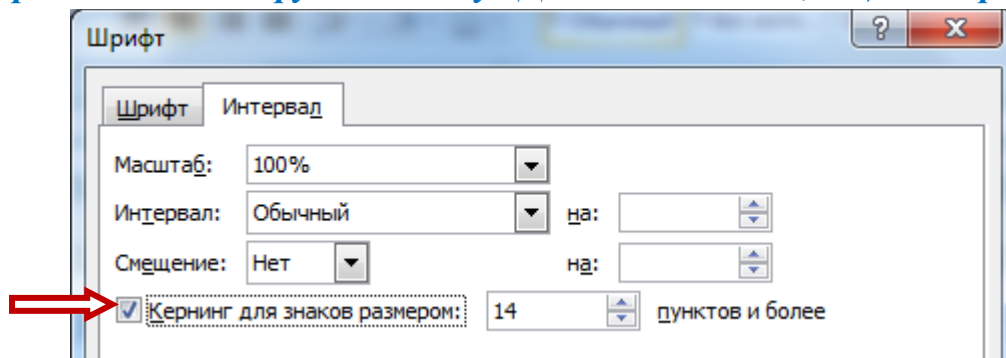 Шрифт
Шрифт Интервал
Масштаб: 100%
Интервал: Обычный на:
Смещение: Нет на:
Кернинг для знаков размером: 14 пунктов и более